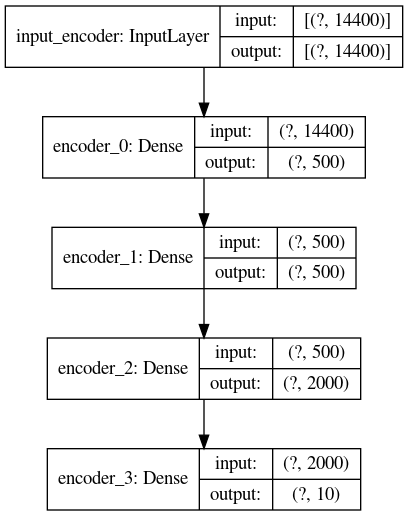 input_encoder: InputLayer
input:
[(?, 14400)]
output:
[(?, 14400)]
encoder_0: Dense
input:
(?, 14400)
output:
(?, 500)
encoder_1: Dense
input:
(?, 500)
output:
(?, 500)
encoder_2: Dense
input:
(?, 500)
output:
(?, 2000)
encoder_3: Dense
input:
(?, 2000)
output:
(?, 10)